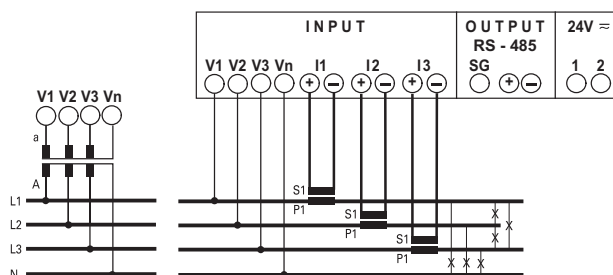 INPUT
OUTPUT
24V ≂
RS - 485
V1 V2 V3 Vn I1 I2 I3
SG
1 2
+ − + − + − + −
V1 V2 V3 Vn
a
A
S1
L1
P1
S1
L2
P1
S1
L3
P1
N
X X X X X X